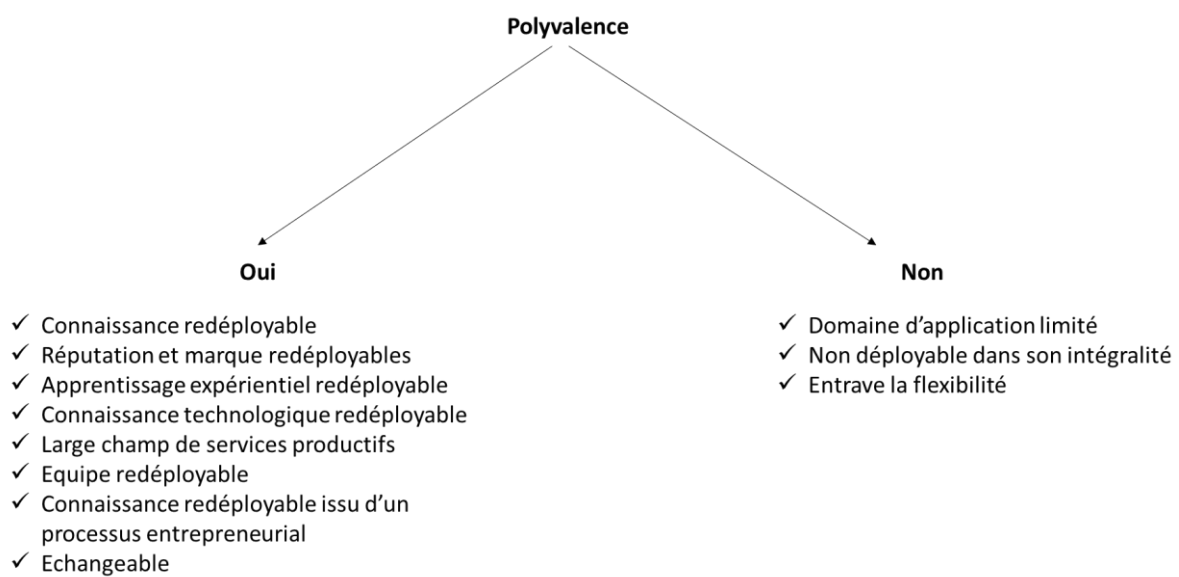 Polyvalence
Oui
✓ Connaissance redéployable
✓ Réputation et marque redéployables
✓ Apprentissage expérientiel redéployable
✓ Connaissance technologique redéployable
✓ Large champ de services productifs
✓ Equipe redéployable
✓ Connaissance redéployable issu d’un
processus entrepreneurial
✓ Echangeable
Non
✓ Domaine d’application limité
✓ Non déployable dans son intégralité
✓ Entrave la flexibilité